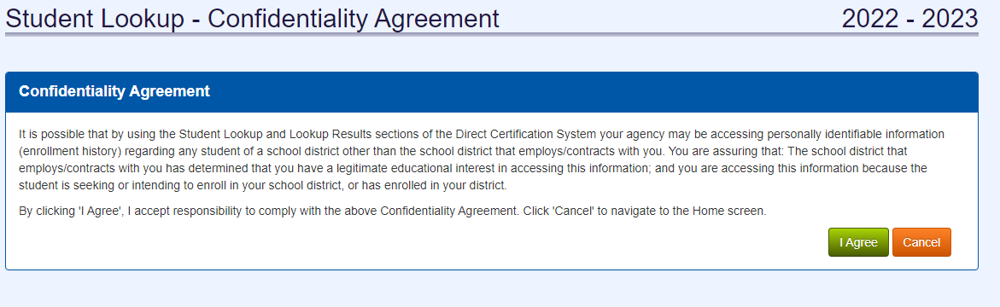 Student Lookup - Confidentiality Agreement 2022 - 2023
Confidentiality Agreement
It is possible that by using the Student Lookup and Lookup Results sections of the Direct Certification System your agency may be accessing personally identifiable information
(enrollment history) regarding any student of a school district other than the school district that employs/contracts with you. You are assuring that: The school district that
employs/contracts with you has determined that you have a legitimate educational interest in accessing this information; and you are accessing this information because the
student is seeking or intending to enroll in your school district, or has enrolled in your district.
By clicking 'I Agree', I accept responsibility to comply with the above Confidentiality Agreement. Click 'Cancel' to navigate to the Home screen.
I Agree Cancel